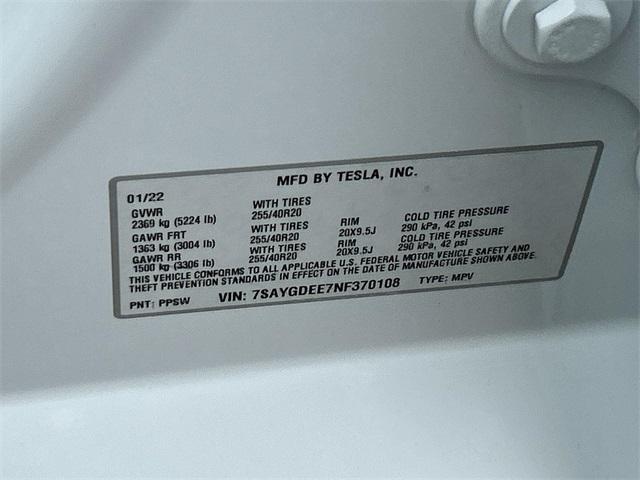 MFD BY TESLA, INC.
01/22
GVWR WITH TIRES
2369 kg (5224 lb) 255/40R20 RIM COLD TIRE PRESSURE
GAWR FRT WITH TIRES 20X9.5J 290 kPa, 42 psi
1363 kg (3004 lb) 255/40R20 RIM COLD TIRE PRESSURE
GAWR RR WITH TIRES 20X9.5J 290 kPa, 42 psi
1500 kg (3306 lb) 255/40R20
THIS VEHICLE CONFORMS TO ALL APPLICABLE U.S. FEDERAL MOTOR VEHICLE SAFETY AND
THEFT PREVENTION STANDARDS IN EFFECT ON THE DATE OF MANUFACTURE SHOWN ABOVE.
PNT: PPSW VIN: 7SAYGDEE7NF370108 TYPE: MPV